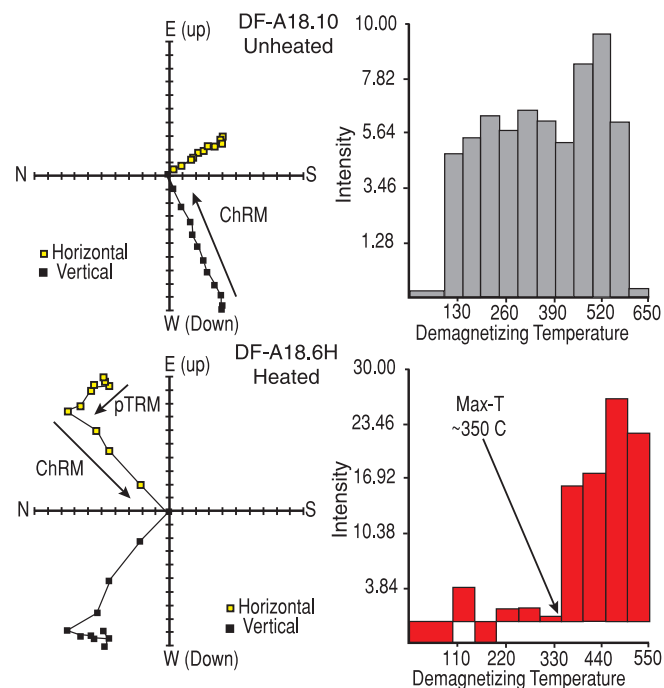 DF-A18.10
Unheated
E (up)
N
S
ChRM
Horizontal
Vertical
W (Down)
10.00
7.82
5.64
3.46
1.28
Intensity
130 260 390 520 650
Demagnetizing Temperature
DF-A18.6H
Heated
E (up)
pTRM
ChRM
N
S
Horizontal
Vertical
W (Down)
30.00
23.46
16.92
10.38
3.84
Intensity
Max-T
~350 C
110 220 330 440 550
Demagnetizing Temperature